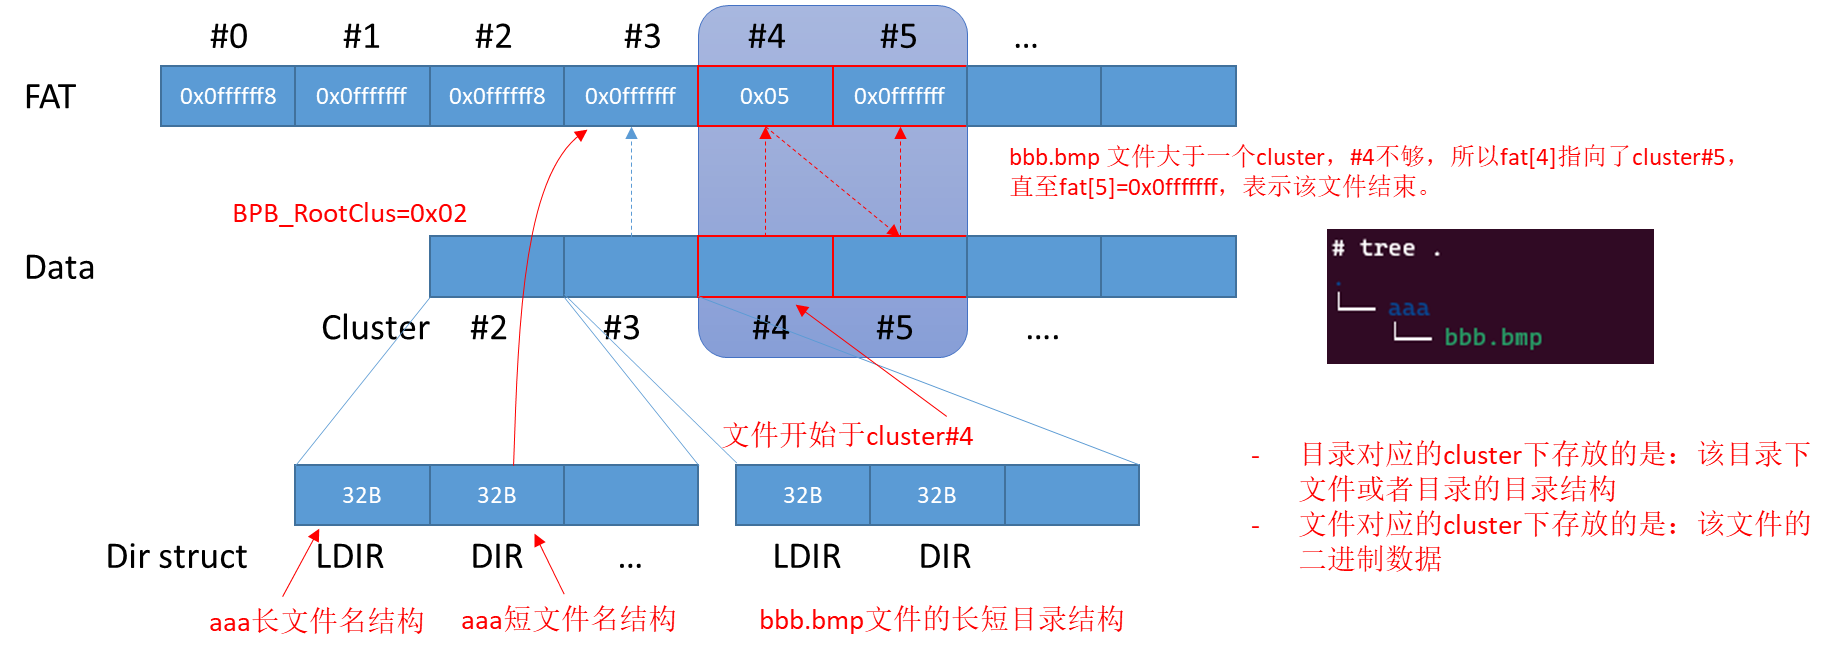 #0 #1 #2 #3 #4 #5 ...
FAT 0x0ffffff8 0x0fffffff 0x0ffffff8 0x0fffffff 0x05 0x0fffffff
bbb.bmp 文件大于一个cluster，#4不够，所以fat[4]指向了cluster#5，
直至fat[5]=0x0fffffff，表示该文件结束。
BPB_RootClus=0x02
Data
Cluster #2 #3 #4 #5 ....
# tree .
.
└── aaa
└── bbb.bmp
文件开始于cluster#4
32B 32B 32B 32B
Dir struct LDIR DIR ... LDIR DIR
aaa长文件名结构 aaa短文件名结构 bbb.bmp文件的长短目录结构
- 目录对应的cluster下存放的是：该目录下
文件或者目录的目录结构
- 文件对应的cluster下存放的是：该文件的
二进制数据